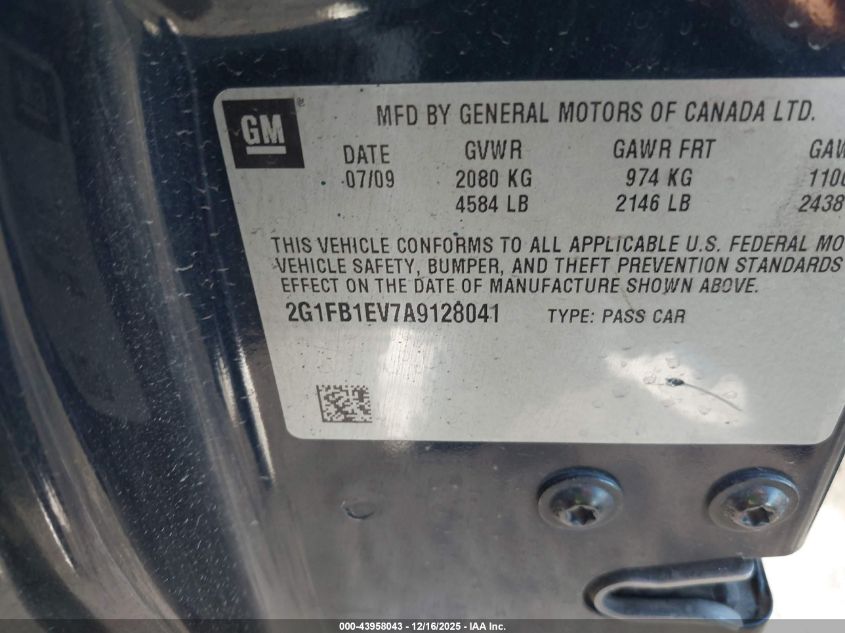 GM
MFD BY GENERAL MOTORS OF CANADA LTD.
DATE GVWR GAWR FRT
07/09 2080 KG 974 KG
4584 LB 2146 LB 2438
THIS VEHICLE CONFORMS TO ALL APPLICABLE U.S. FEDERAL
VEHICLE SAFETY, BUMPER, AND THEFT PREVENTION STANDARDS
EFFECT ON THE DATE OF MANUFACTURE SHOWN ABOVE.
2G1FB1EV7A9128041 TYPE: PASS CAR
000-43958043 - 12/16/2025 - IAA Inc.